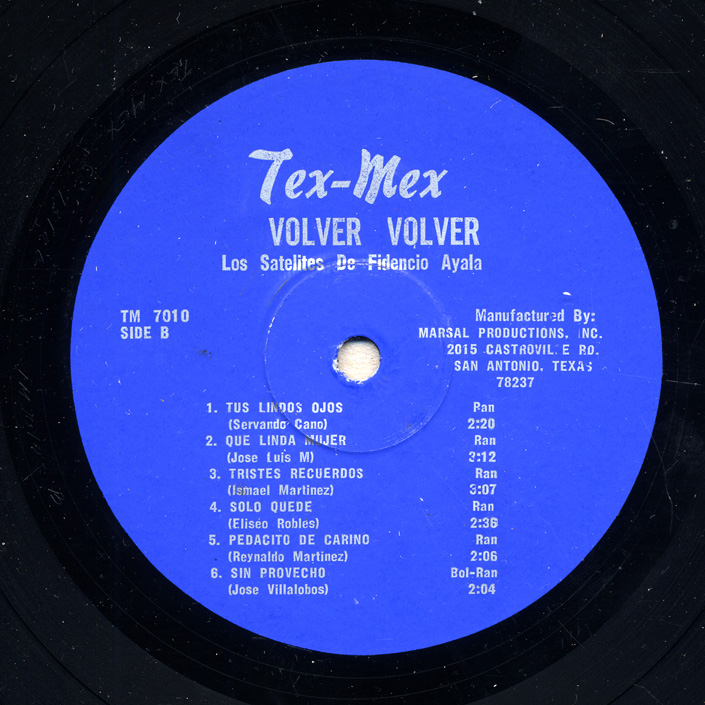 Tex-Mex
VOLVER VOLVER
Los Satelites De Fidencio Ayala
TM 7010
SIDE B
Manufactured By:
MARSAL PRODUCTIONS, INC.
2015 CASTROVILLE RD.
SAN ANTONIO, TEXAS
78237
1. TUS LINDOS OJOS Ran
(Servando Cano) 2:20
2. QUE LINDA MUJER Ran
(Jose Luis M) 3:12
3. TRISTES RECUERDOS Ran
(Ismael Martinez) 3:07
4. SOLO QUEDE Ran
(Eliséo Robles) 2:36
5. PEDACITO DE CARINO Ran
(Reynaldo Martinez) 2:06
6. SIN PROVECHO Bol-Ran
(Jose Villalobos) 2:04